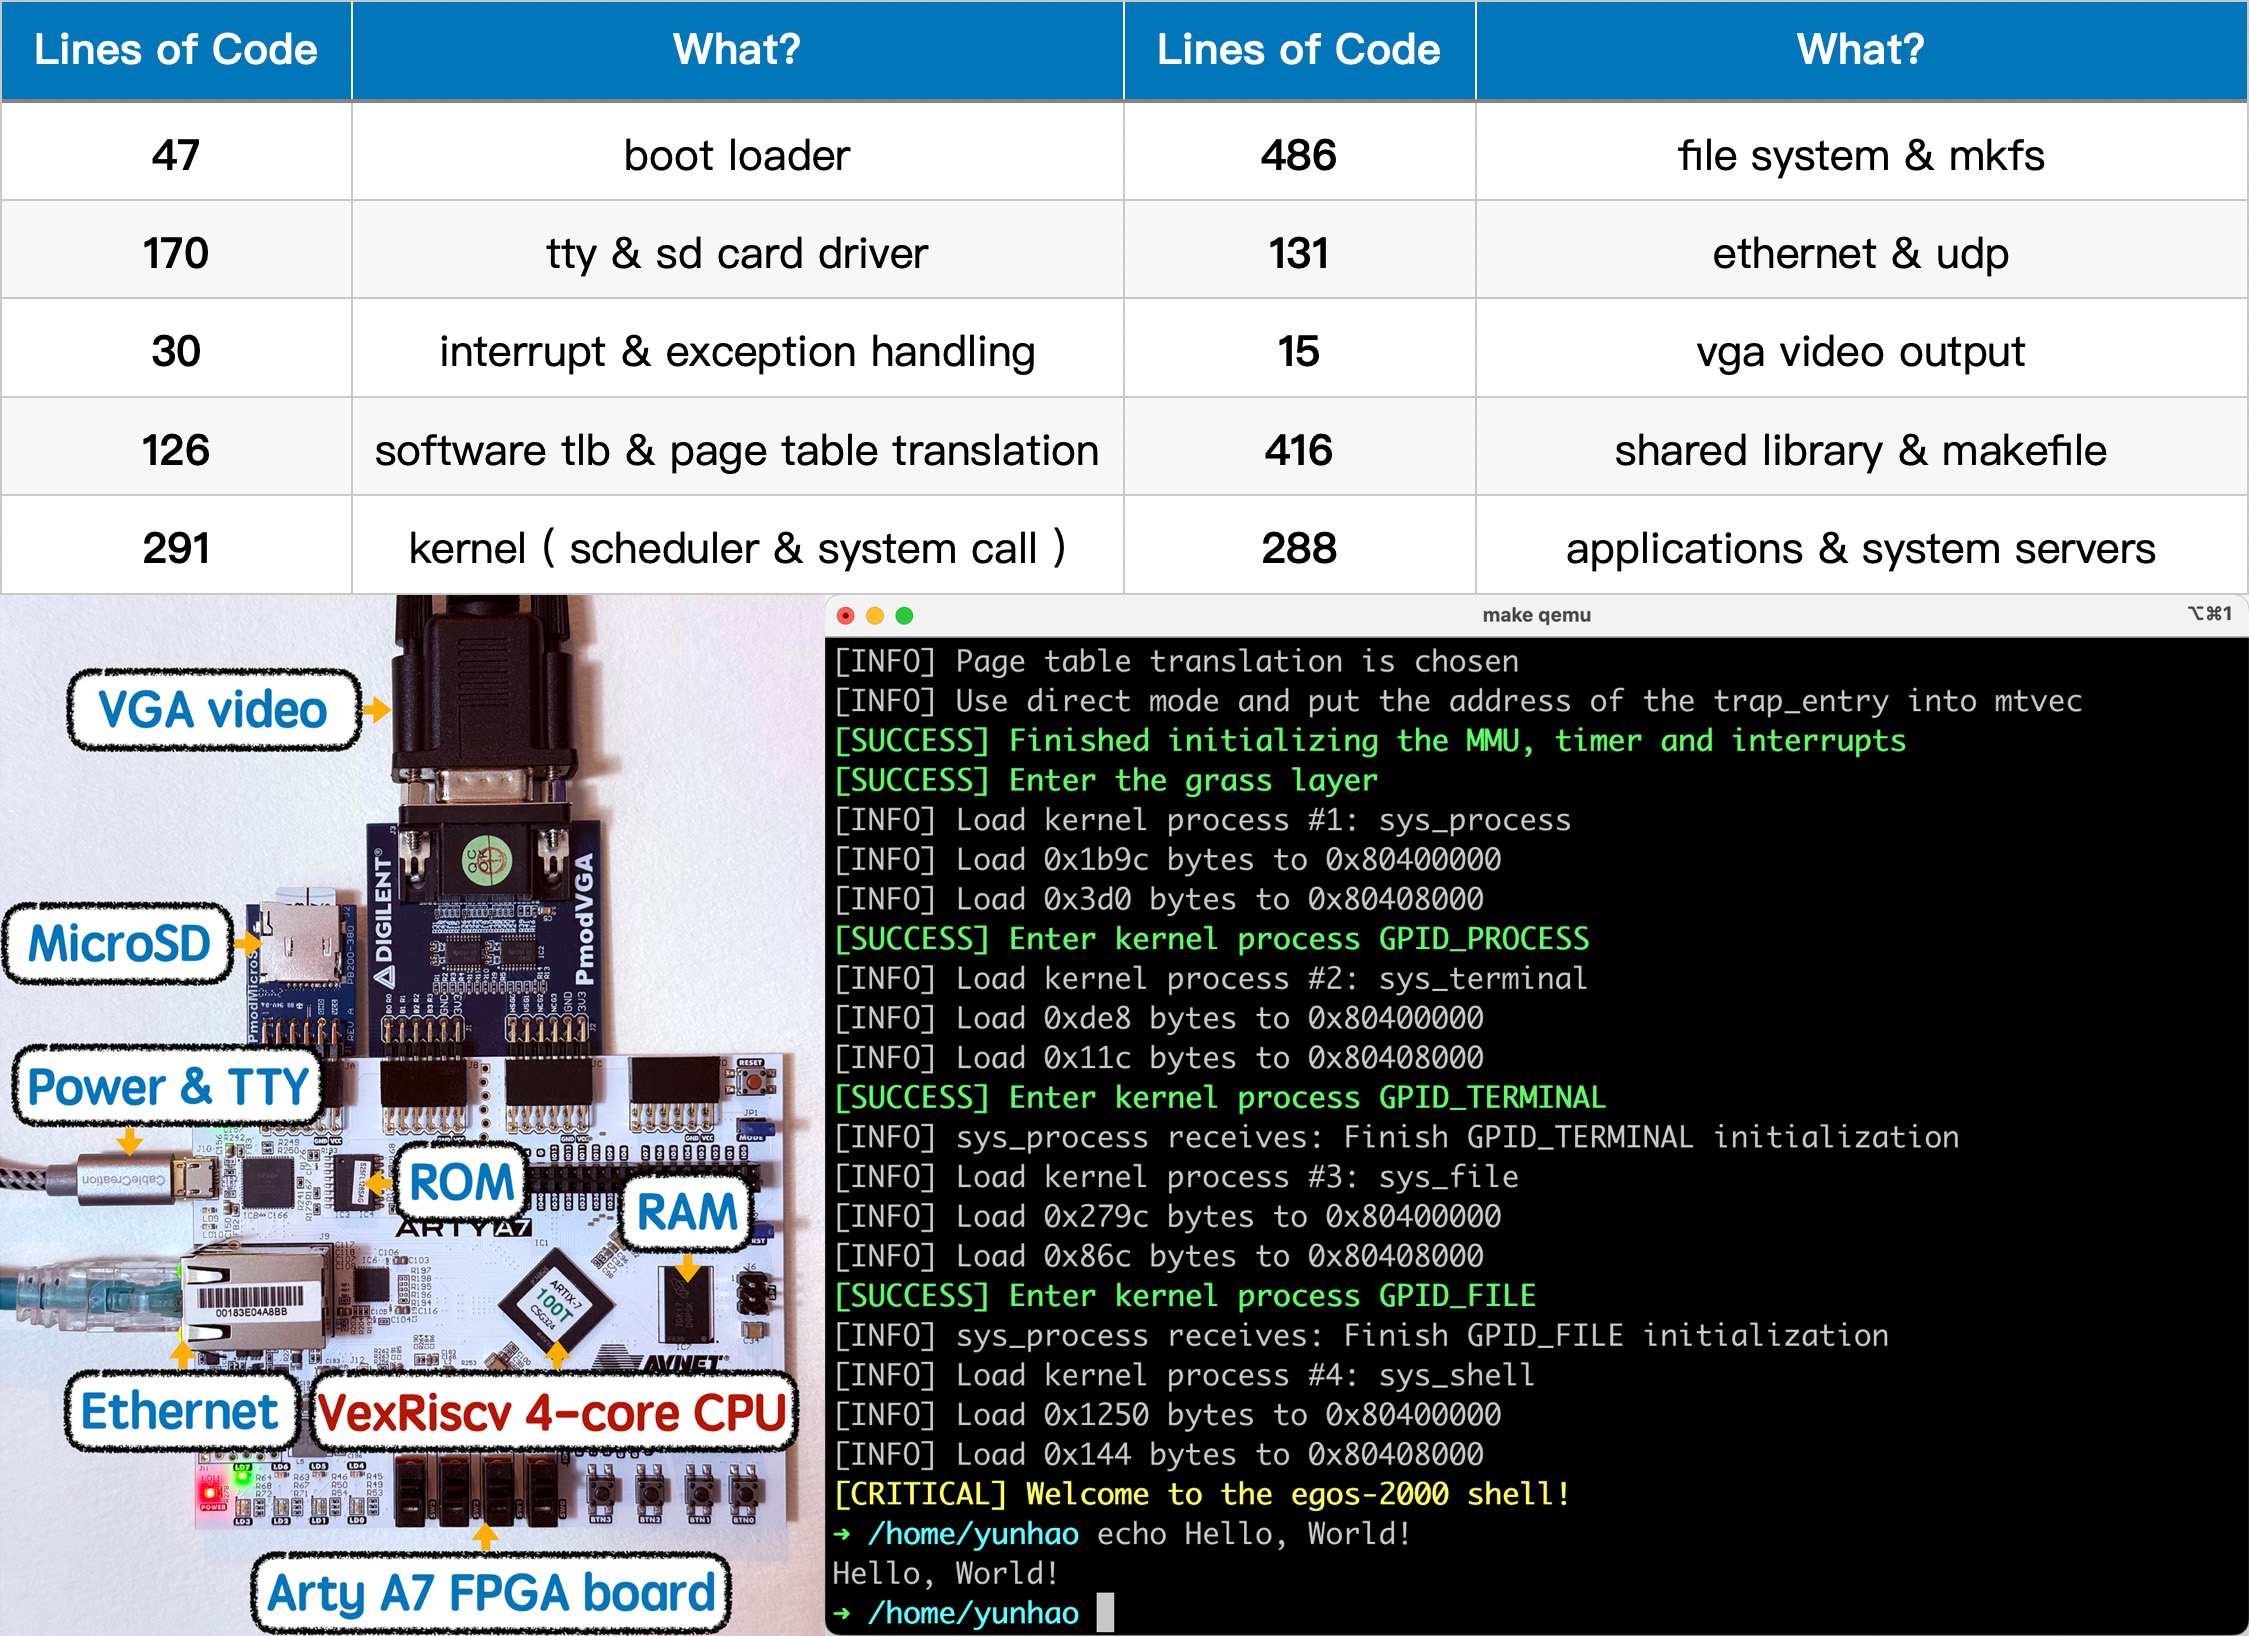 Lines of Code What? Lines of Code What?
47 boot loader 486 file system & mkfs
170 tty & sd card driver 131 ethernet & udp
30 interrupt & exception handling 15 vga video output
126 software tlb & page table translation 416 shared library & makefile
291 kernel ( scheduler & system call ) 288 applications & system servers
VGA video
DIGILENT
PmodVGA
MicroSD
Power & TTY
CableCreation
ROM
RAM
ARTY A7
RESET
JP1
MODE
00183E04A8BB
ARTIX-7
100T
CSG324
AVNET
Ethernet
VexRiscv 4-core CPU
POWER
BTN3
BTN2
BTN1
BTN0
Arty A7 FPGA board
make qemu
⌥⌘1
[INFO] Page table translation is chosen
[INFO] Use direct mode and put the address of the trap_entry into mtvec
[SUCCESS] Finished initializing the MMU, timer and interrupts
[SUCCESS] Enter the grass layer
[INFO] Load kernel process #1: sys_process
[INFO] Load 0x1b9c bytes to 0x80400000
[INFO] Load 0x3d0 bytes to 0x80408000
[SUCCESS] Enter kernel process GPID_PROCESS
[INFO] Load kernel process #2: sys_terminal
[INFO] Load 0xde8 bytes to 0x80400000
[INFO] Load 0x11c bytes to 0x80408000
[SUCCESS] Enter kernel process GPID_TERMINAL
[INFO] sys_process receives: Finish GPID_TERMINAL initialization
[INFO] Load kernel process #3: sys_file
[INFO] Load 0x279c bytes to 0x80400000
[INFO] Load 0x86c bytes to 0x80408000
[SUCCESS] Enter kernel process GPID_FILE
[INFO] sys_process receives: Finish GPID_FILE initialization
[INFO] Load kernel process #4: sys_shell
[INFO] Load 0x1250 bytes to 0x80400000
[INFO] Load 0x144 bytes to 0x80408000
[CRITICAL] Welcome to the egos-2000 shell!
➜ /home/yunhao echo Hello, World!
Hello, World!
➜ /home/yunhao